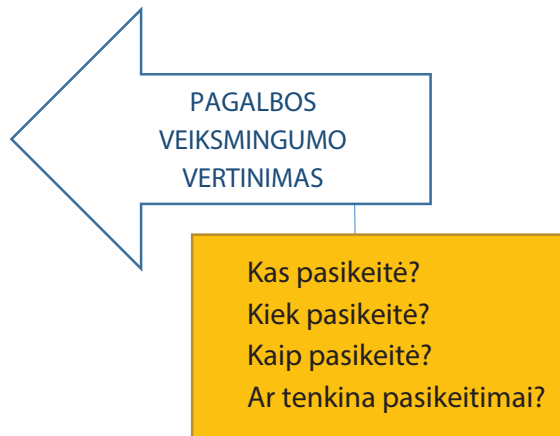 PAGALBOS
VEIKSMINGUMO
VERTINIMAS
Kas pasikeitė?
Kiek pasikeitė?
Kaip pasikeitė?
Ar tenkina pasikeitimai?